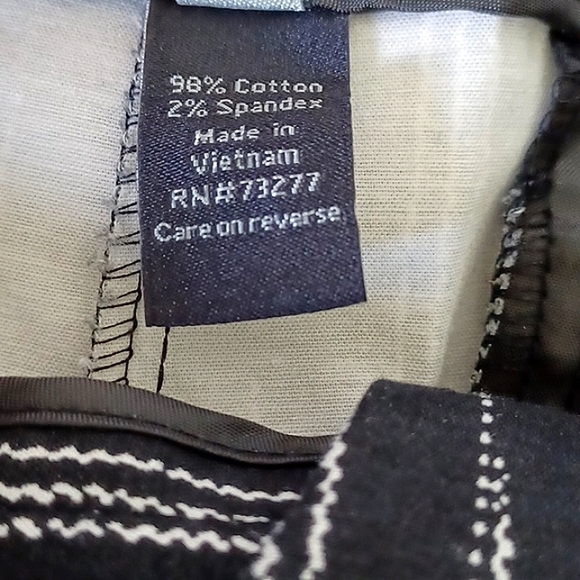 98% Cotton
2% Spandex
Made in
Vietnam
RN#73277
Care on reverse